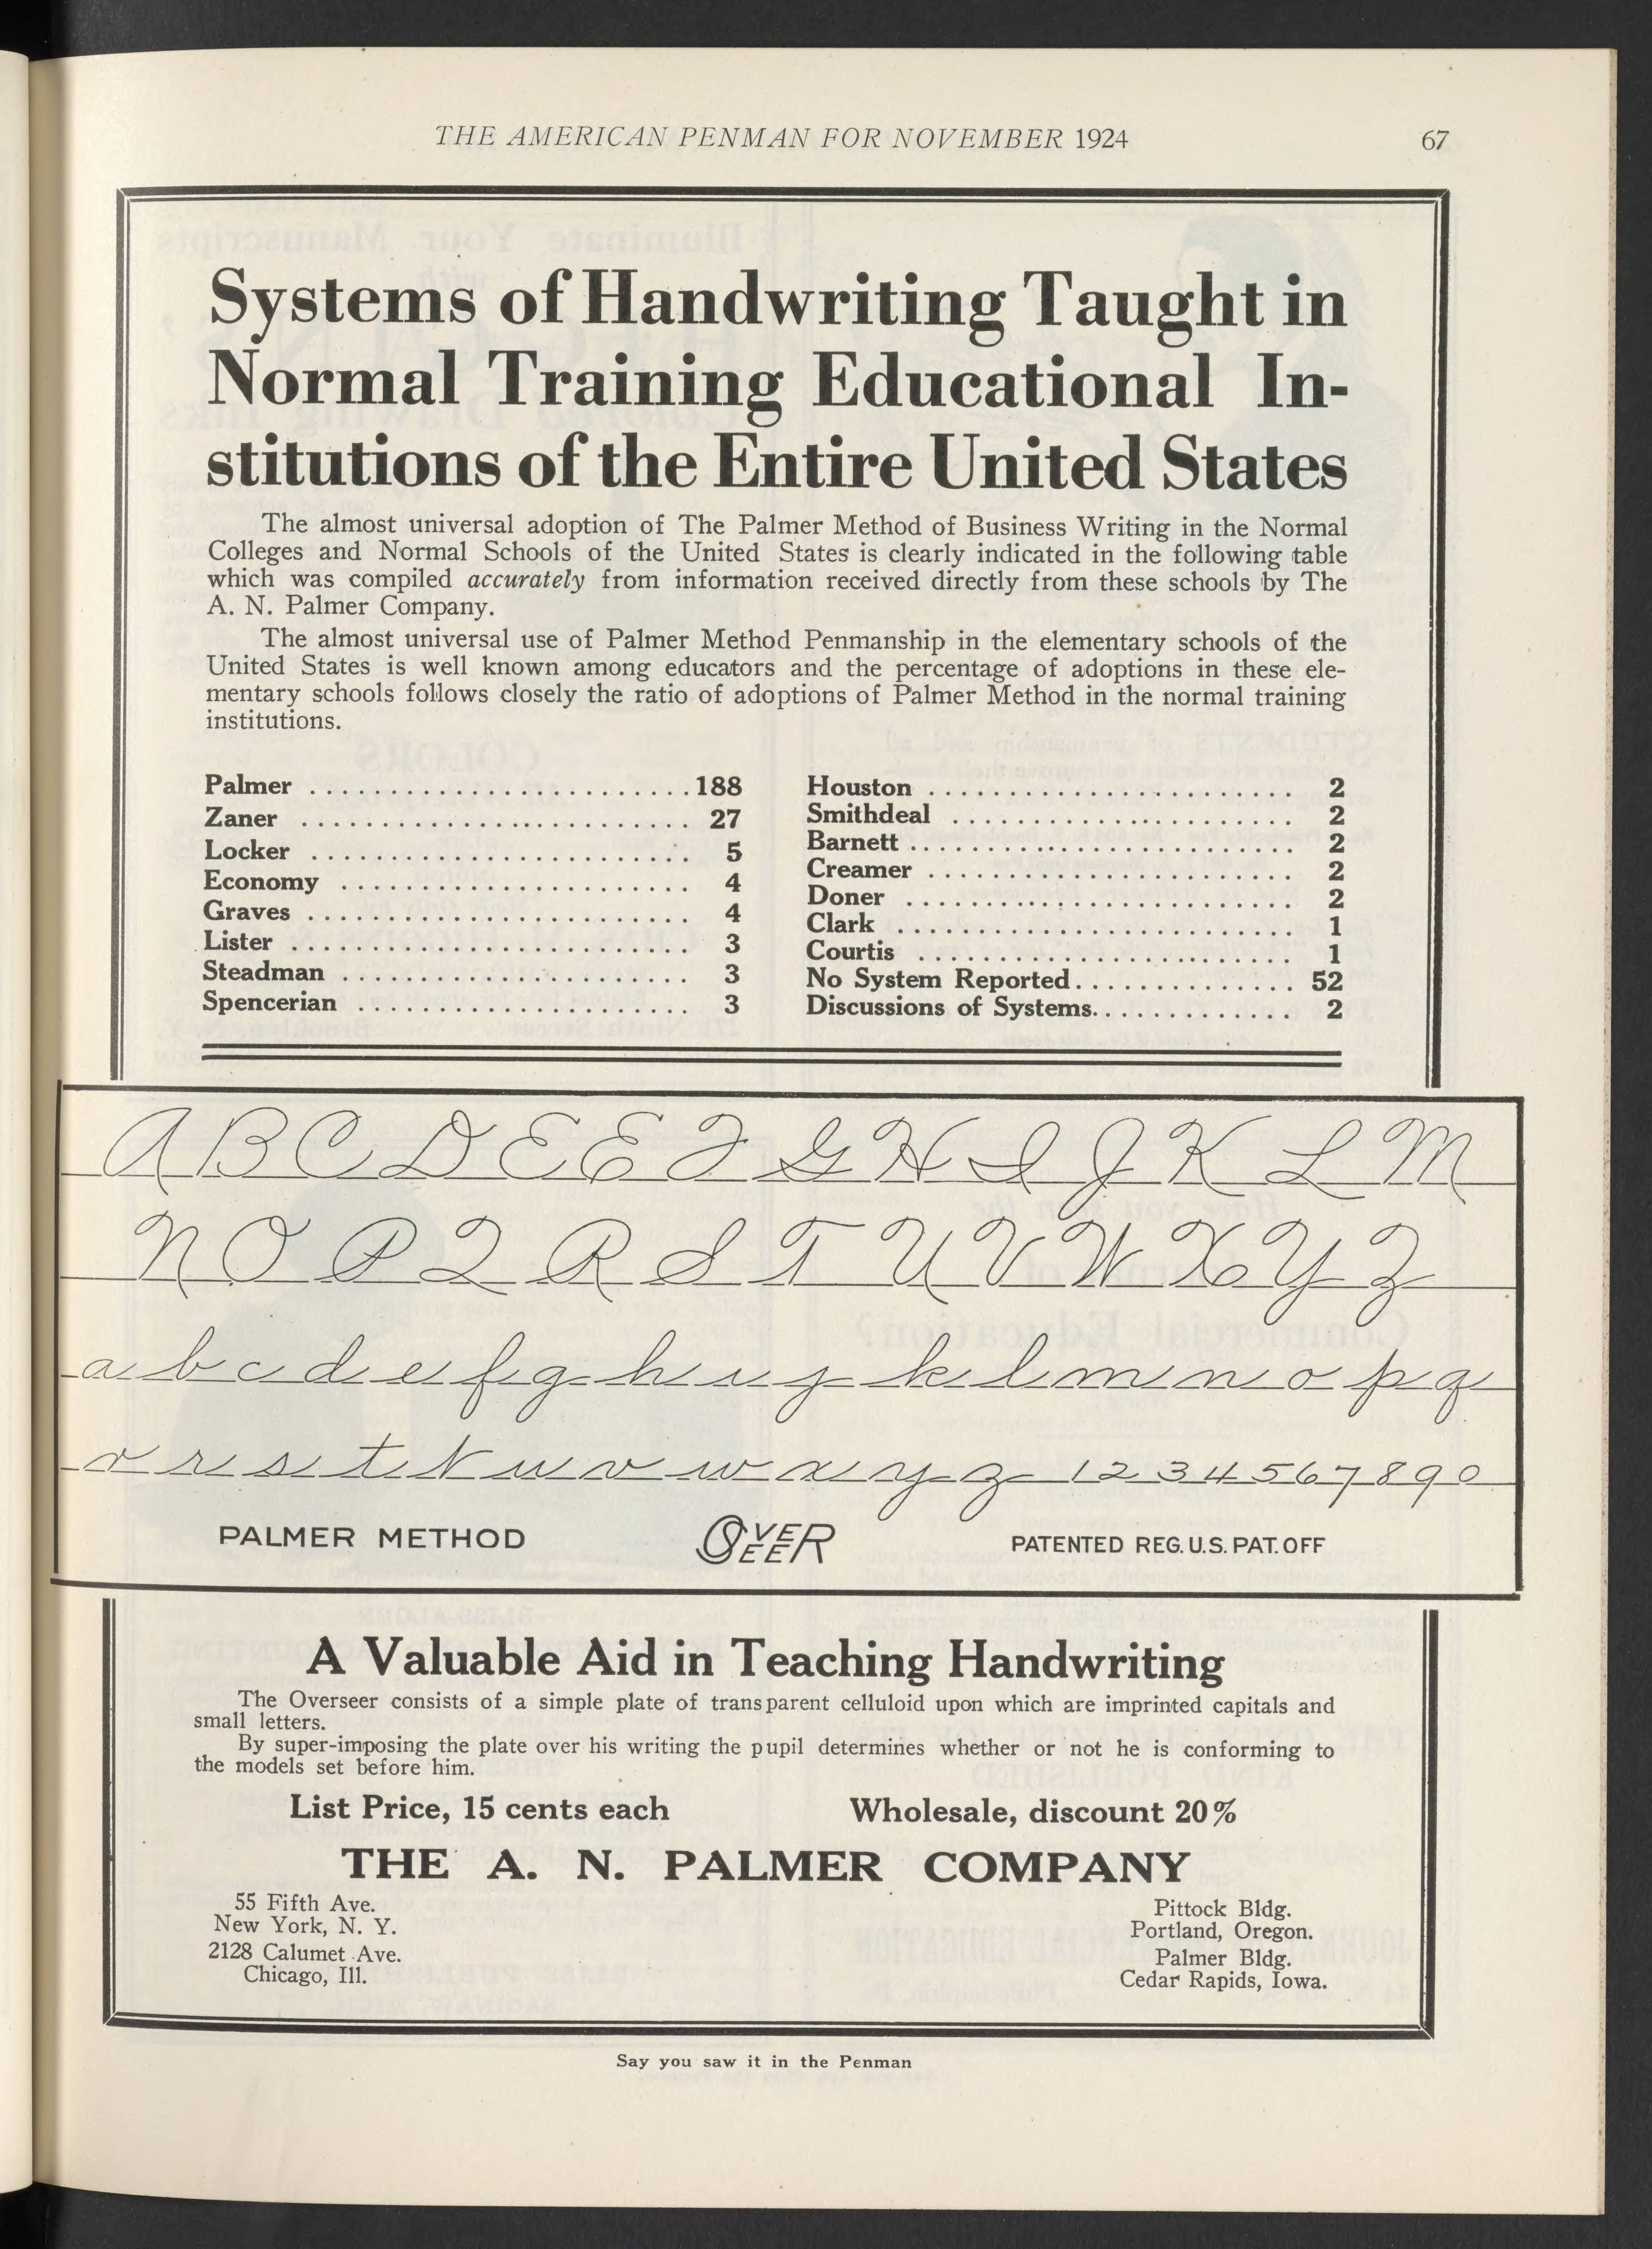 THE AMERICAN PENMAN FOR NOVEMBER 1924 67
Systems of Handwriting Taught in
Normal Training Educational In-
stitutions of the Entire United States
The almost universal adoption of The Palmer Method of Business Writing in the Normal
Colleges and Normal Schools of the United States is clearly indicated in the following table
which was compiled accurately from information received directly from these schools by The
A. N. Palmer Company.
The almost universal use of Palmer Method Penmanship in the elementary schools of the
United States is well known among educators and the percentage of adoptions in these ele-
mentary schools follows closely the ratio of adoptions of Palmer Method in the normal training
institutions.
Palmer ........................ 188
Zaner ......................... 27
Locker ........................ 5
Economy ...................... 4
Graves ........................ 4
Lister ......................... 3
Steadman ...................... 3
Spencerian ..................... 3
Houston ....................... 2
Smithdeal ...................... 2
Barnett ........................ 2
Creamer ....................... 2
Doner ......................... 2
Clark ......................... 1
Courtis ........................ 1
No System Reported.............. 52
Discussions of Systems............. 2
A B C D E E F G H I J K L M
N O P Q R S T U V W X Y Z
a b c d e f g h i j k l m n o p q
r r s t t u v w x y z 1 2 3 4 5 6 7 8 9 0
PALMER METHOD OVERSEER PATENTED REG. U.S. PAT. OFF
A Valuable Aid in Teaching Handwriting
The Overseer consists of a simple plate of transparent celluloid upon which are imprinted capitals and
small letters.
By super-imposing the plate over his writing the pupil determines whether or not he is conforming to
the models set before him.
List Price, 15 cents each Wholesale, discount 20%
THE A. N. PALMER COMPANY
55 Fifth Ave.
New York, N. Y.
2128 Calumet Ave.
Chicago, Ill.
Pittock Bldg.
Portland, Oregon.
Palmer Bldg.
Cedar Rapids, Iowa.
Say you saw it in the Penman